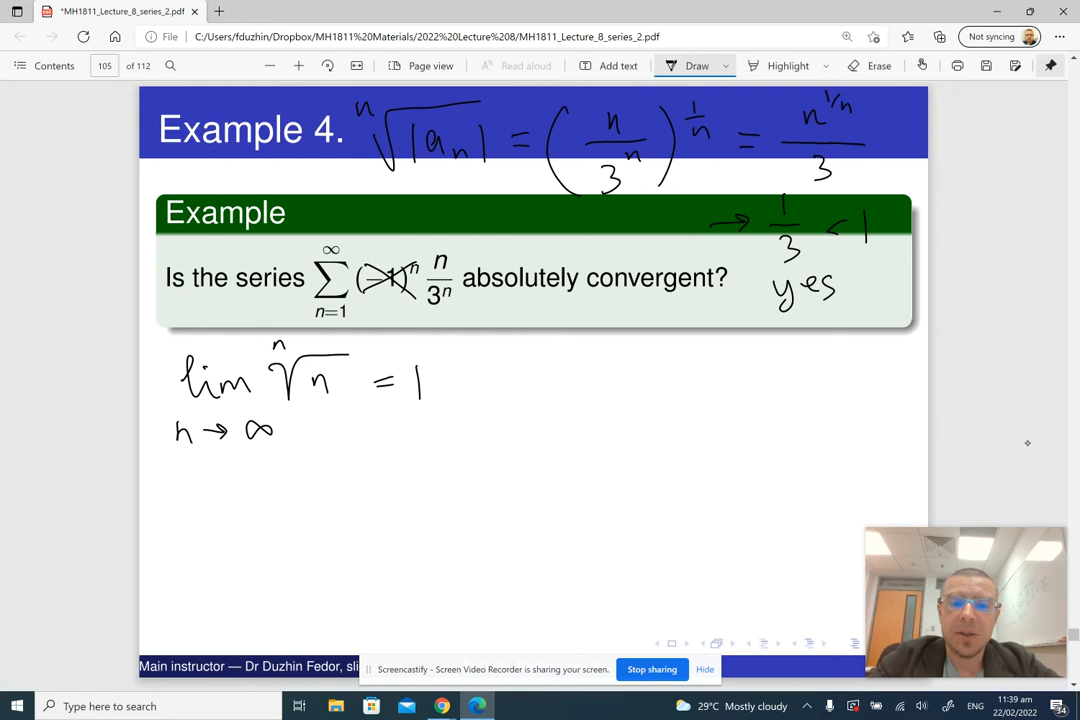 *MH1811_Lecture_8_series_2.pdf
File C:/Users/fduzhin/Dropbox/MH1811%20Materials/2022%20Lecture%208/MH1811_Lecture_8_series_2.pdf Not syncing
Contents 105 of 112 Page view Read aloud Add text Draw Highlight Erase
Example 4. ⁿ√|aₙ| = (n/3ⁿ)^(1/n) = n^(1/n)/3
Example
→ 1/3 < 1
Is the series ∑_{n=1}^{∞} (−1)ⁿ n/3ⁿ absolutely convergent?
yes
lim ⁿ√n = 1
n → ∞
Main instructor — Dr Duzhin Fedor, sli
Screencastify - Screen Video Recorder is sharing your screen. Stop sharing Hide
Type here to search
29°C Mostly cloudy ENG
11:39 am
22/02/2022
34